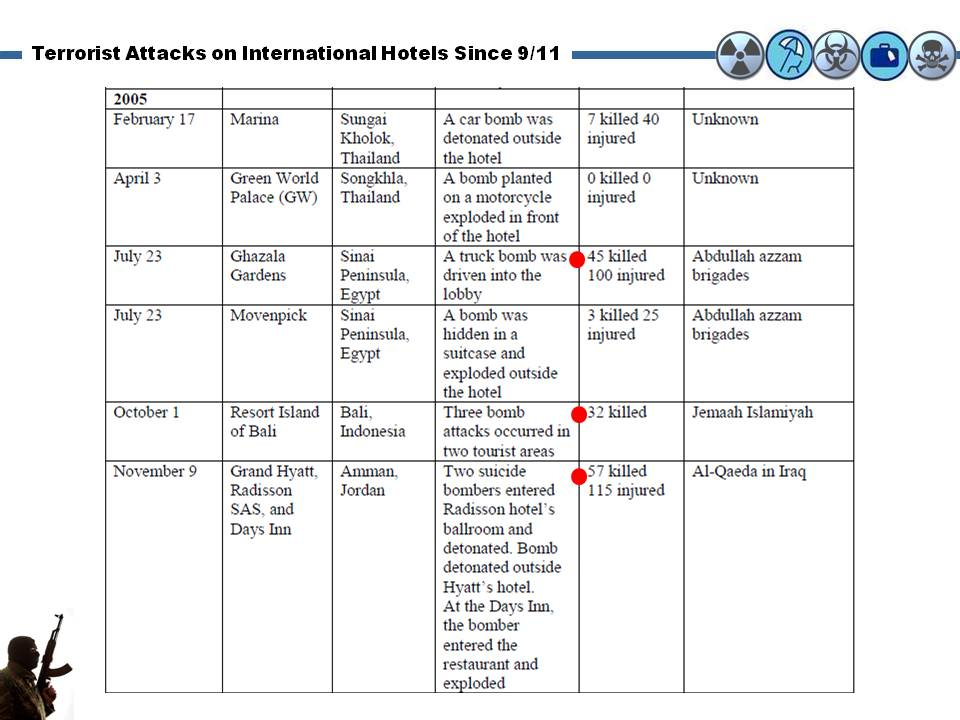 Terrorist Attacks on International Hotels Since 9/11
2005
February 17 Marina Sungai A car bomb was 7 killed 40 Unknown
Kholok, detonated outside injured
Thailand the hotel
April 3 Green World Songkhla, A bomb planted 0 killed 0 Unknown
Palace (GW) Thailand on a motorcycle injured
exploded in front
of the hotel
July 23 Ghazala Sinai A truck bomb was 45 killed Abdullah azzam
Gardens Peninsula, driven into the 100 injured brigades
Egypt lobby
July 23 Movenpick Sinai A bomb was 3 killed 25 Abdullah azzam
Peninsula, hidden in a injured brigades
Egypt suitcase and
exploded outside
the hotel
October 1 Resort Island Bali, Three bomb 32 killed Jemaah Islamiyah
of Bali Indonesia attacks occurred in
two tourist areas
November 9 Grand Hyatt, Amman, Two suicide 57 killed Al-Qaeda in Iraq
Radisson Jordan bombers entered 115 injured
SAS, and Radisson hotel's
Days Inn ballroom and
detonated. Bomb
detonated outside
Hyatt's hotel.
At the Days Inn,
the bomber
entered the
restaurant and
exploded